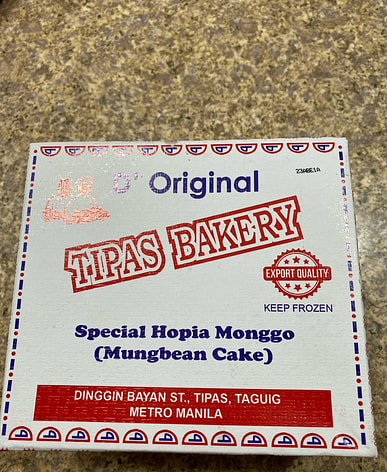 23ABE1A
D' Original
TIPAS BAKERY
EXPORT QUALITY
KEEP FROZEN
Special Hopia Monggo
(Mungbean Cake)
DINGGIN BAYAN ST., TIPAS, TAGUIG
METRO MANILA